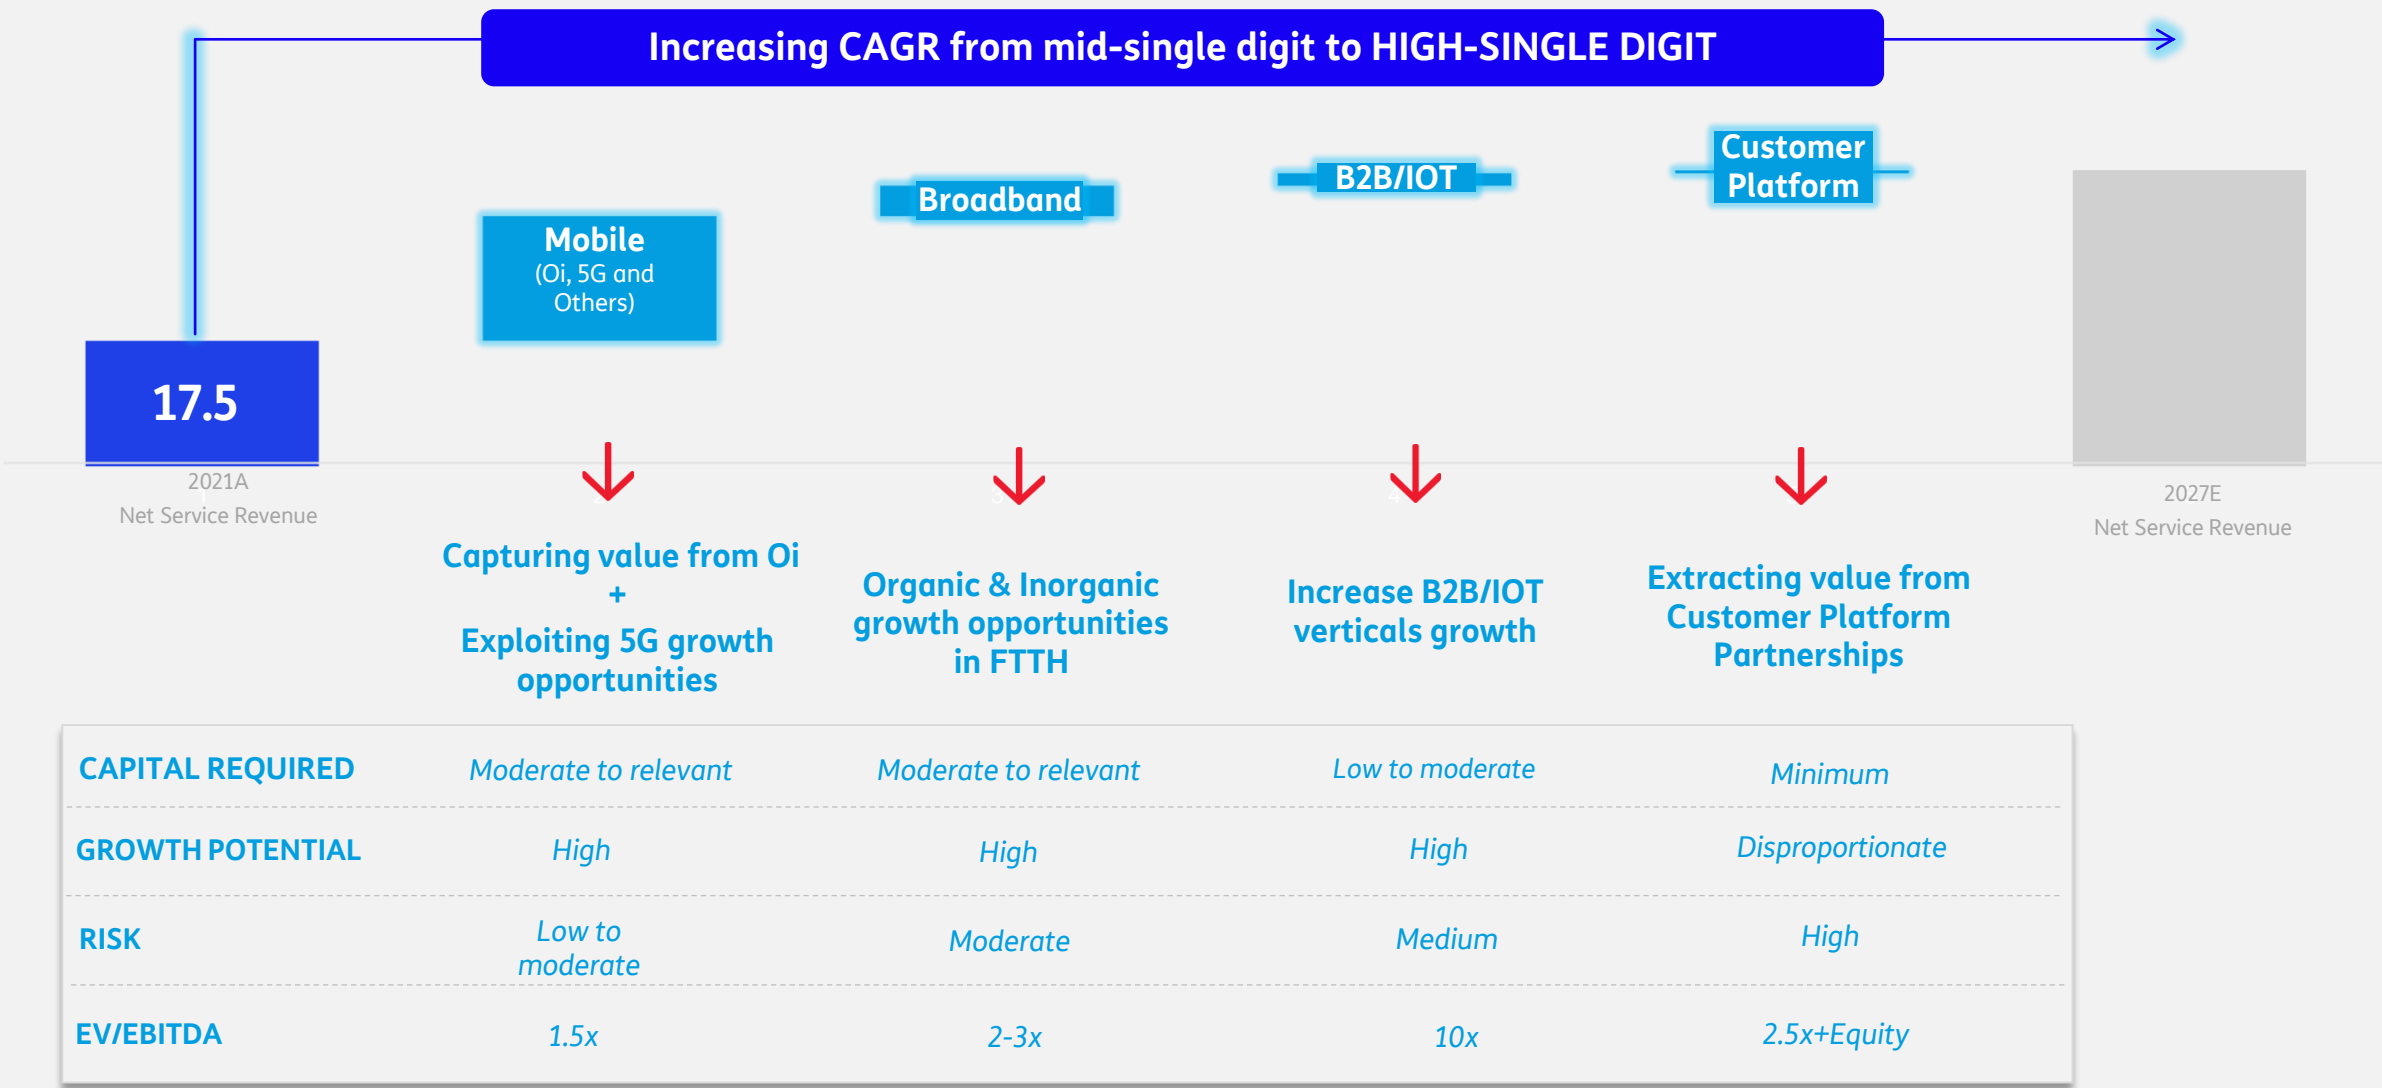 Increasing CAGR from mid-single digit to HIGH-SINGLE DIGIT
Customer
Platform
B2B/IOT
Broadband
Mobile
(Oi, 5G and
Others)
17.5
2021A
1
Net Service Revenue
2
3
4
2027E
Net Service Revenue
Capturing value from Oi
+
Exploiting 5G growth
opportunities
Organic & Inorganic
growth opportunities
in FTTH
Increase B2B/IOT
verticals growth
Extracting value from
Customer Platform
Partnerships
CAPITAL REQUIRED Moderate to relevant Moderate to relevant Low to moderate Minimum
GROWTH POTENTIAL High High High Disproportionate
RISK Low to
moderate Moderate Medium High
EV/EBITDA 1.5x 2-3x 10x 2.5x+Equity